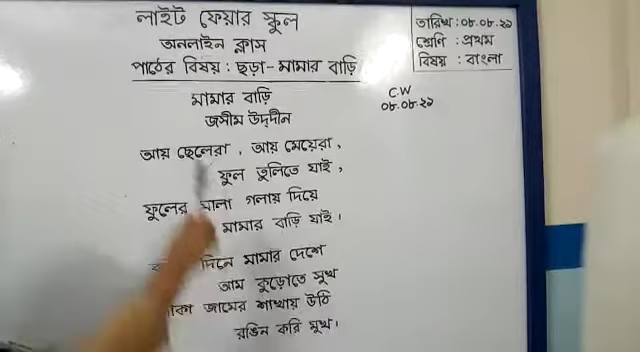 লাইট ফেয়ার স্কুল
অনলাইন ক্লাস
পাঠের বিষয় : ছড়া - মামার বাড়ি
তারিখ : ০৮.০৮.২১
শ্রেণি : প্রথম
বিষয় : বাংলা
C.W
০৮.০৮.২১
মামার বাড়ি
জসীম উদ্‌দীন
আয় ছেলেরা , আয় মেয়েরা ,
ফুল তুলিতে যাই ,
ফুলের মালা গলায় দিয়ে
মামার বাড়ি যাই ।
দিনে মামার দেশে
আম কুড়োতে সুখ
জামের শাখায় উঠি
রঙিন করি মুখ ।